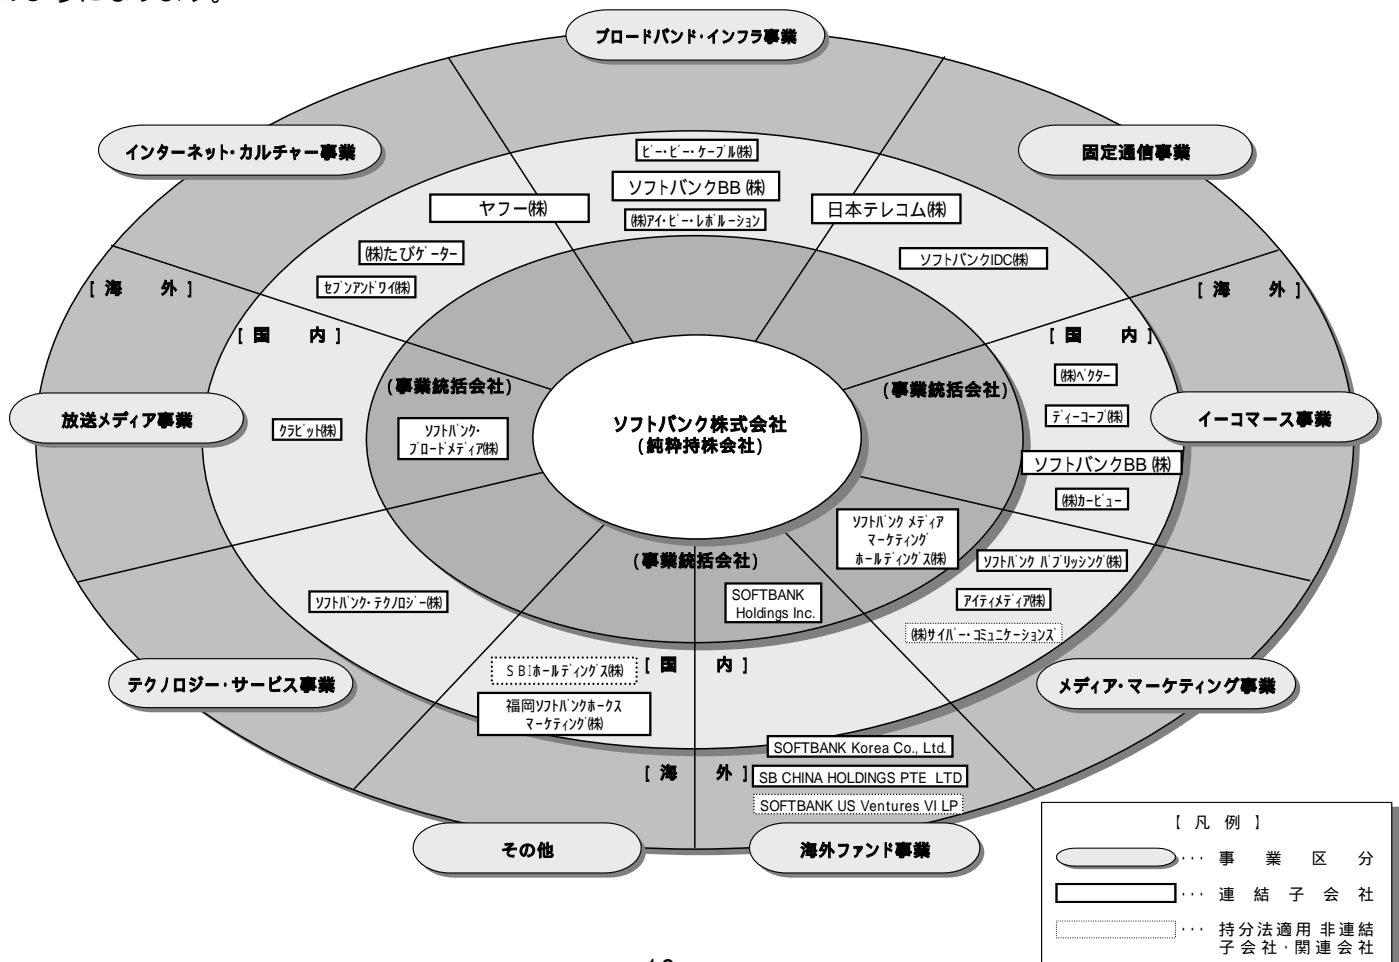 ブロードバンド・インフラ事業
インターネット・カルチャー事業
固定通信事業
ビー・ビー・ケーブル㈱
ソフトバンクBB㈱
㈱アイ・ピー・レボルーション
ヤフー㈱
日本テレコム㈱
㈱たびゲーター
ソフトバンクIDC㈱
セブンアンドワイ㈱
[海 外]
[海 外]
[国 内]
[国 内]
(事業統括会社)
(事業統括会社)
㈱ベクター
放送メディア事業
クラビット㈱
ソフトバンク・
ブロードメディア㈱
ソフトバンク株式会社
(純粋持株会社)
ディーコープ㈱
イーコマース事業
ソフトバンクBB㈱
㈱カービュー
ソフトバンク メディア
マーケティング
ホールディングス㈱
(事業統括会社)
ソフトバンク パブリッシング㈱
SOFTBANK
Holdings Inc.
アイティメディア㈱
㈱サイバー・コミュニケーションズ
ソフトバンク・テクノロジー㈱
SBIホールディングス㈱
[国 内]
テクノロジー・サービス事業
メディア・マーケティング事業
福岡ソフトバンクホークス
マーケティング㈱
SOFTBANK Korea Co., Ltd.
[海 外]
SB CHINA HOLDINGS PTE LTD
SOFTBANK US Ventures VI LP
その他
海外ファンド事業
【凡例】
･･･ 事業区分
･･･ 連結子会社
･･･ 持分法適用 非連結
子会社・関連会社